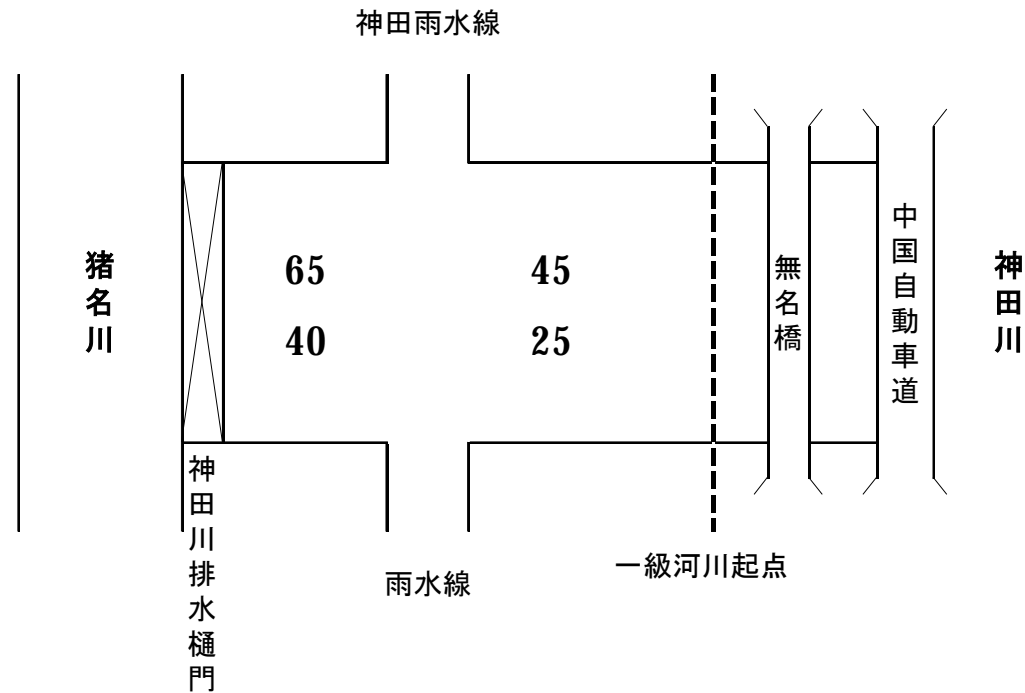 神田雨水線
猪名川
65
45
40
25
無名橋
中国自動車道
神田川
神田川排水樋門
雨水線
一級河川起点